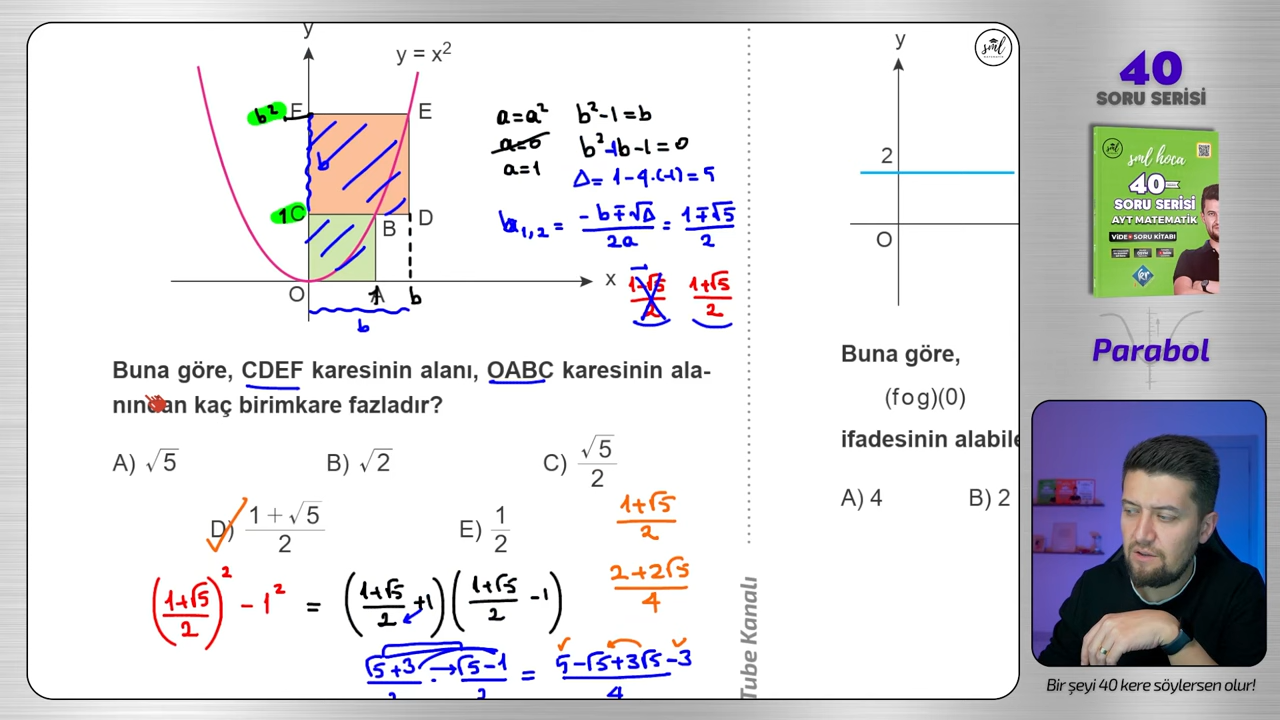 y
y = x²
b²
F
E
b
1
C
D
B
O
1
A
b
x
b
a=a²
a=0
a=1
b²-1=b
b²-1b-1=0
Δ= 1-4.(-1)=5
b₁,₂ = -b∓√Δ / 2a = 1∓√5 / 2
1-√5 / 2
1+√5 / 2
Buna göre, CDEF karesinin alanı, OABC karesinin ala-
nından kaç birimkare fazladır?
A) √5
B) √2
C) √5 / 2
D) 1 + √5 / 2
E) 1 / 2
1+√5 / 2
2+2√5 / 4
(1+√5 / 2)² - 1² = (1+√5 / 2 +1)(1+√5 / 2 -1)
√5+3 / 2 . √5-1 / 2 = 5-√5+3√5-3 / 4
Tube Kanalı
sml
y
2
O
Buna göre,
(fog)(0)
ifadesinin alabile
A) 4
B) 2
40
SORU SERİSİ
sml hoca
40
SORU SERİSİ
AYT MATEMATİK
VİDEO SORU KİTABI
Parabol
Bir şeyi 40 kere söylersen olur!